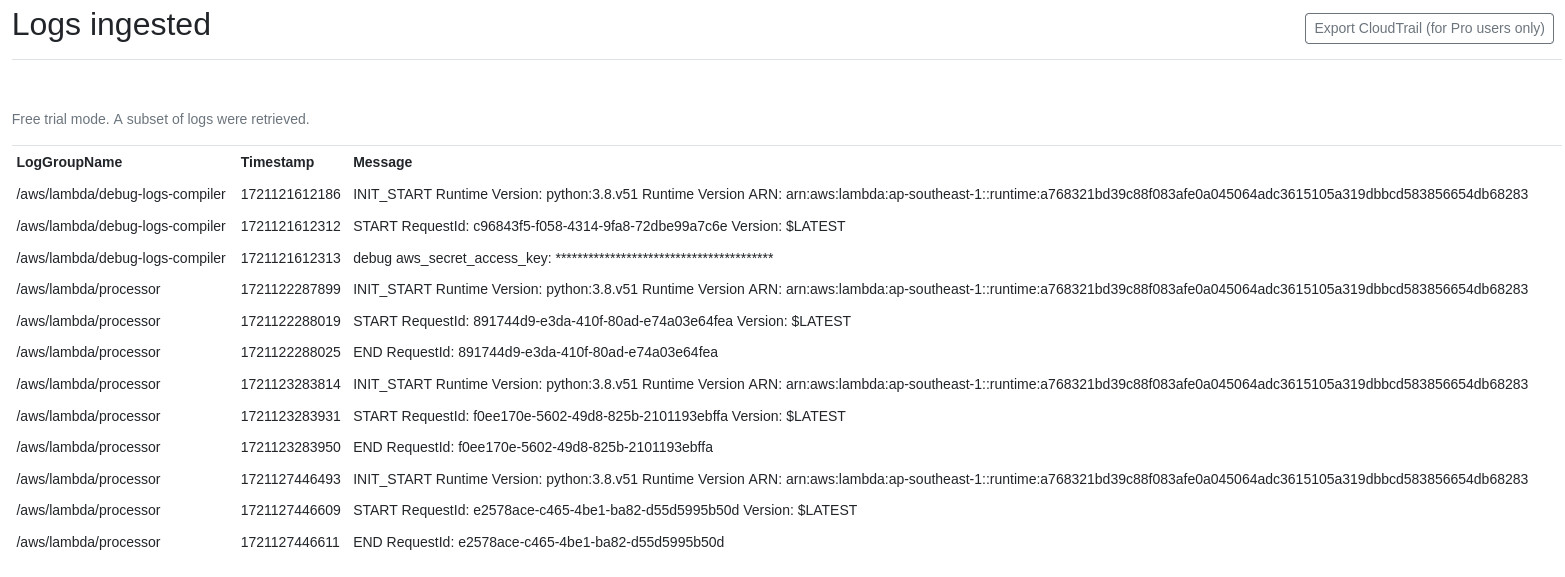 Logs ingested
Export CloudTrail (for Pro users only)
Free trial mode. A subset of logs were retrieved.
LogGroupName Timestamp Message
/aws/lambda/debug-logs-compiler 1721121612186 INIT_START Runtime Version: python:3.8.v51 Runtime Version ARN: arn:aws:lambda:ap-southeast-1::runtime:a768321bd39c88f083afe0a045064adc3615105a319dbbcd583856654db68283
/aws/lambda/debug-logs-compiler 1721121612312 START RequestId: c96843f5-f058-4314-9fa8-72dbe99a7c6e Version: $LATEST
/aws/lambda/debug-logs-compiler 1721121612313 debug aws_secret_access_key: ****************************************
/aws/lambda/processor 1721122287899 INIT_START Runtime Version: python:3.8.v51 Runtime Version ARN: arn:aws:lambda:ap-southeast-1::runtime:a768321bd39c88f083afe0a045064adc3615105a319dbbcd583856654db68283
/aws/lambda/processor 1721122288019 START RequestId: 891744d9-e3da-410f-80ad-e74a03e64fea Version: $LATEST
/aws/lambda/processor 1721122288025 END RequestId: 891744d9-e3da-410f-80ad-e74a03e64fea
/aws/lambda/processor 1721123283814 INIT_START Runtime Version: python:3.8.v51 Runtime Version ARN: arn:aws:lambda:ap-southeast-1::runtime:a768321bd39c88f083afe0a045064adc3615105a319dbbcd583856654db68283
/aws/lambda/processor 1721123283931 START RequestId: f0ee170e-5602-49d8-825b-2101193ebffa Version: $LATEST
/aws/lambda/processor 1721123283950 END RequestId: f0ee170e-5602-49d8-825b-2101193ebffa
/aws/lambda/processor 1721127446493 INIT_START Runtime Version: python:3.8.v51 Runtime Version ARN: arn:aws:lambda:ap-southeast-1::runtime:a768321bd39c88f083afe0a045064adc3615105a319dbbcd583856654db68283
/aws/lambda/processor 1721127446609 START RequestId: e2578ace-c465-4be1-ba82-d55d5995b50d Version: $LATEST
/aws/lambda/processor 1721127446611 END RequestId: e2578ace-c465-4be1-ba82-d55d5995b50d